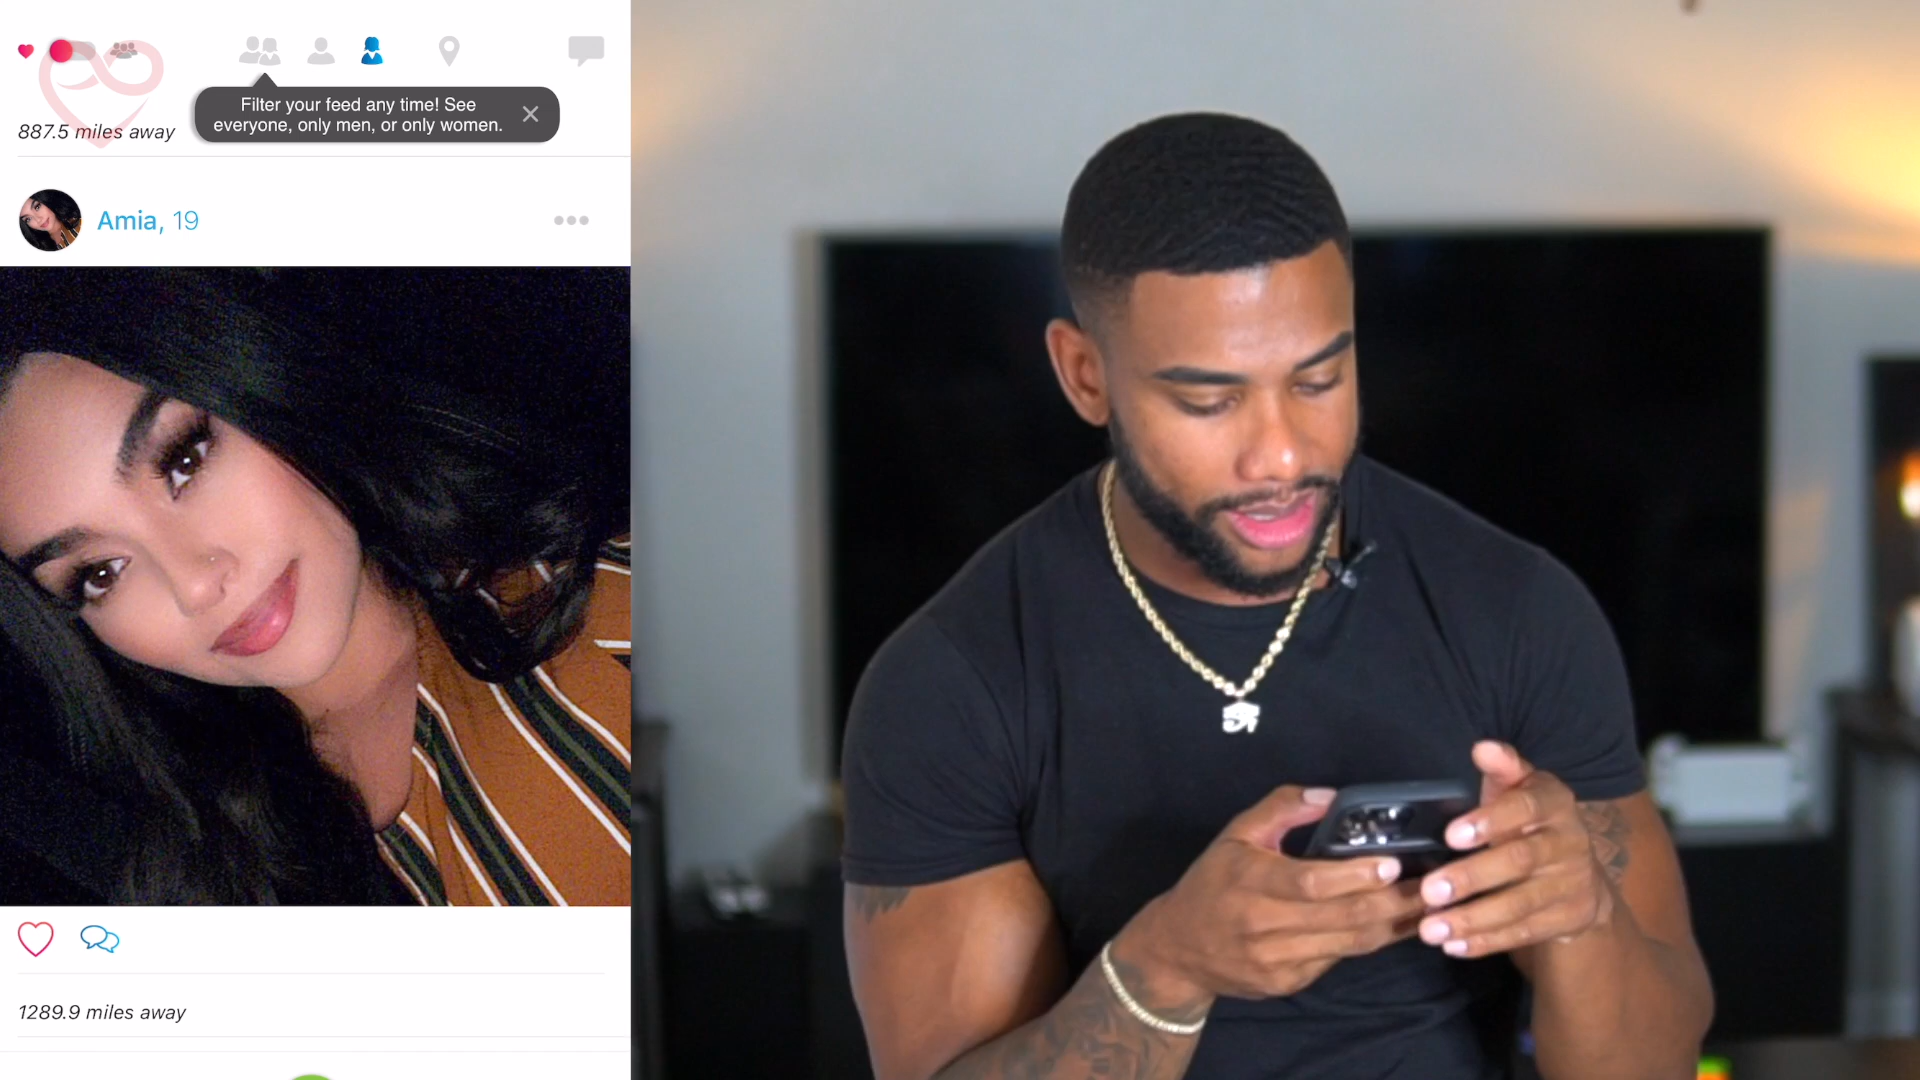 Filter your feed any time! See
everyone, only men, or only women.
887.5 miles away
Amia, 19
1289.9 miles away